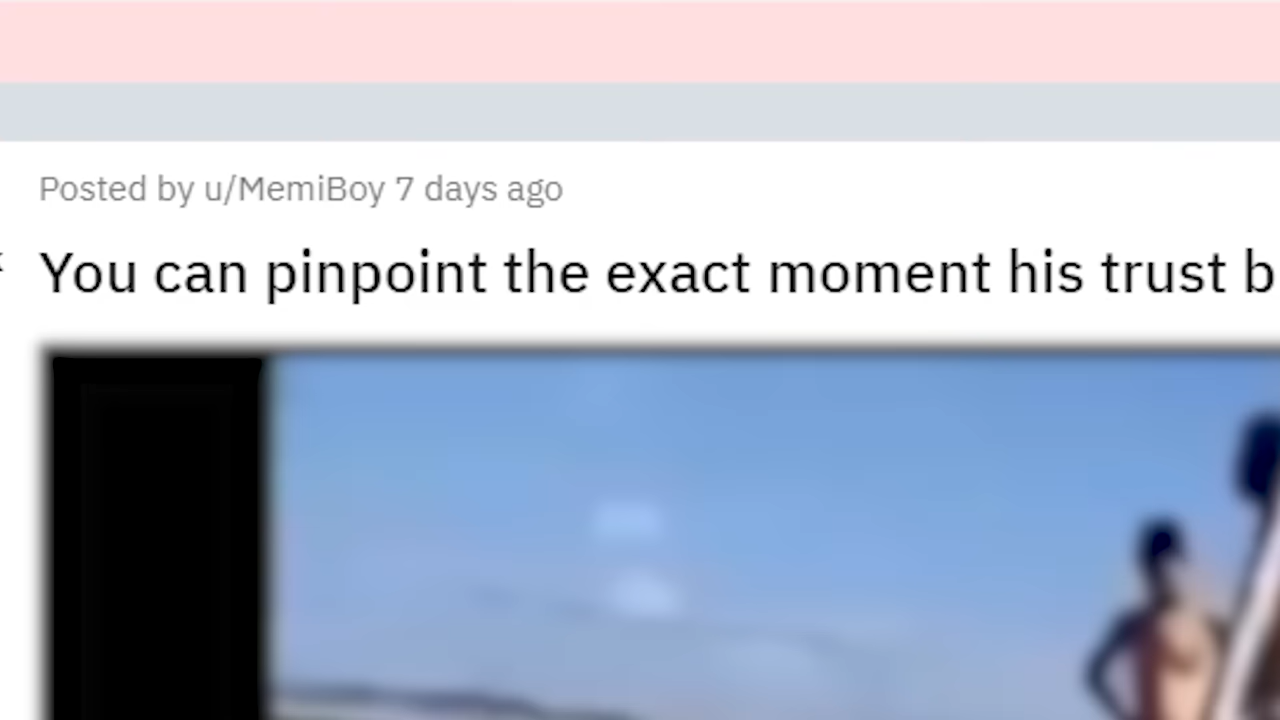 Posted by u/MemiBoy 7 days ago
You can pinpoint the exact moment his trust b